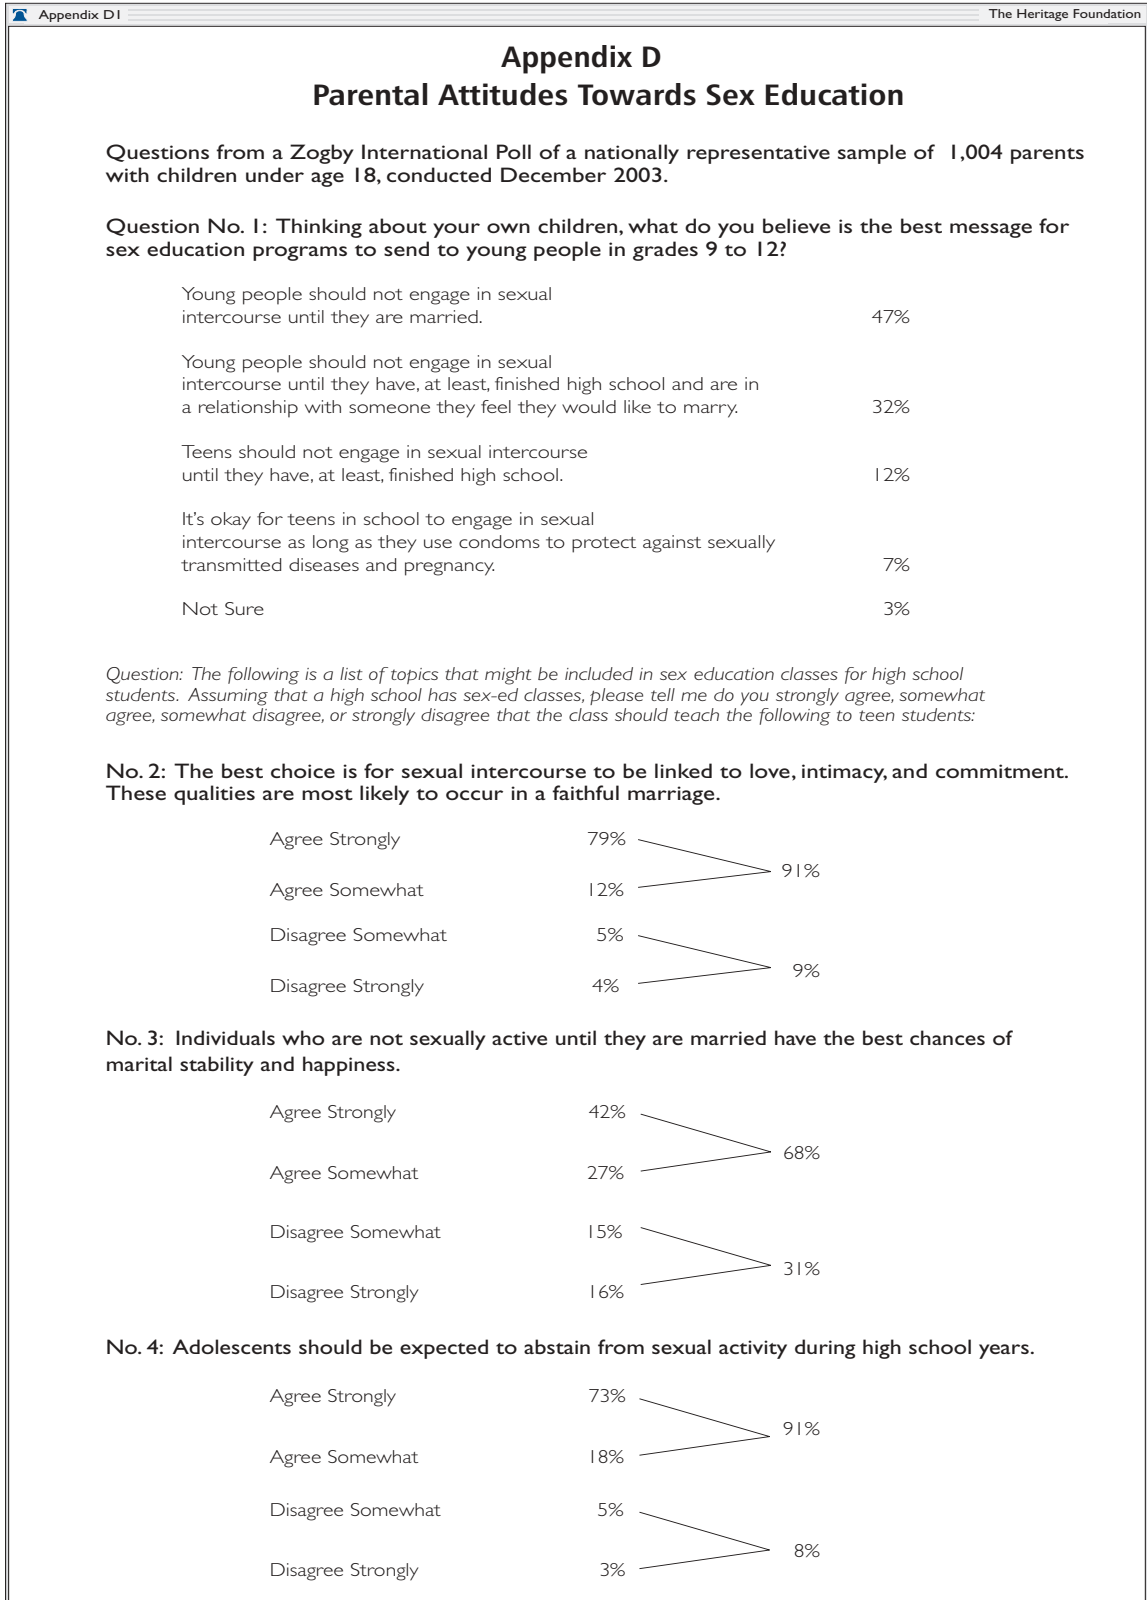 Appendix D1 The Heritage Foundation
Appendix D
Parental Attitudes Towards Sex Education
Questions from a Zogby International Poll of a nationally representative sample of 1,004 parents
with children under age 18, conducted December 2003.
Question No. 1: Thinking about your own children, what do you believe is the best message for
sex education programs to send to young people in grades 9 to 12?
Young people should not engage in sexual
intercourse until they are married. 47%
Young people should not engage in sexual
intercourse until they have, at least, finished high school and are in
a relationship with someone they feel they would like to marry. 32%
Teens should not engage in sexual intercourse
until they have, at least, finished high school. 12%
It's okay for teens in school to engage in sexual
intercourse as long as they use condoms to protect against sexually
transmitted diseases and pregnancy. 7%
Not Sure 3%
Question: The following is a list of topics that might be included in sex education classes for high school
students. Assuming that a high school has sex-ed classes, please tell me do you strongly agree, somewhat
agree, somewhat disagree, or strongly disagree that the class should teach the following to teen students:
No. 2: The best choice is for sexual intercourse to be linked to love, intimacy, and commitment.
These qualities are most likely to occur in a faithful marriage.
Agree Strongly 79%
91%
Agree Somewhat 12%
Disagree Somewhat 5%
9%
Disagree Strongly 4%
No. 3: Individuals who are not sexually active until they are married have the best chances of
marital stability and happiness.
Agree Strongly 42%
68%
Agree Somewhat 27%
Disagree Somewhat 15%
31%
Disagree Strongly 16%
No. 4: Adolescents should be expected to abstain from sexual activity during high school years.
Agree Strongly 73%
91%
Agree Somewhat 18%
Disagree Somewhat 5%
8%
Disagree Strongly 3%